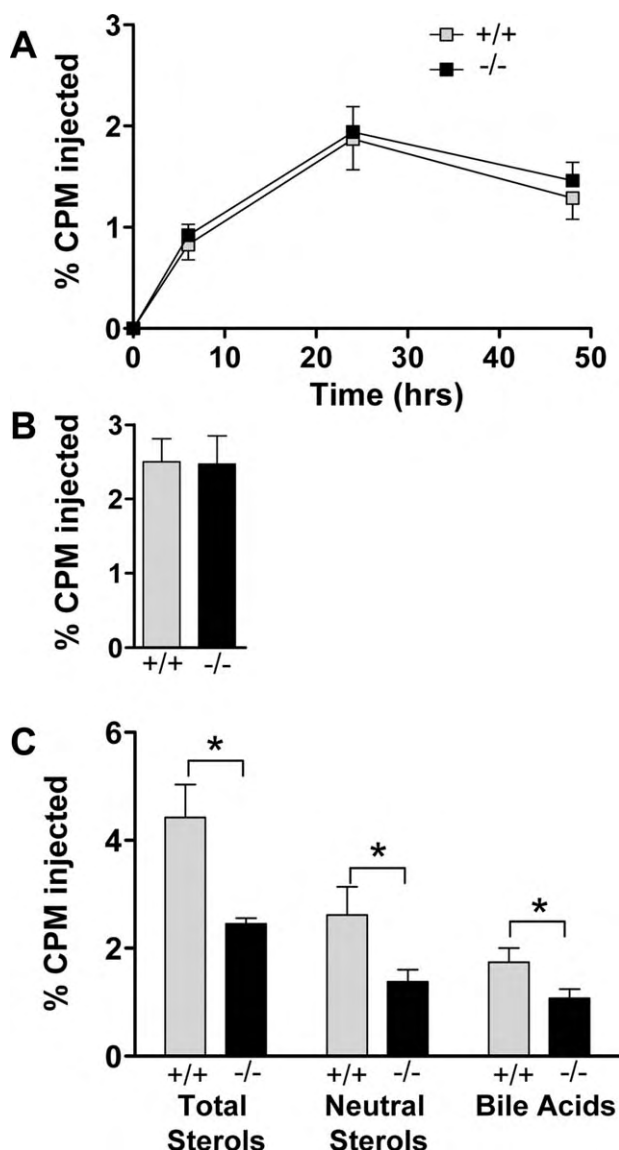 A
+/+
-/-
% CPM injected
3
2
1
0
0 10 20 30 40 50
Time (hrs)
B
% CPM injected
3
2
1
0
+/+ -/-
C
% CPM injected
6
4
2
0
* * *
+/+ -/- +/+ -/- +/+ -/-
Total Neutral Bile Acids
Sterols Sterols